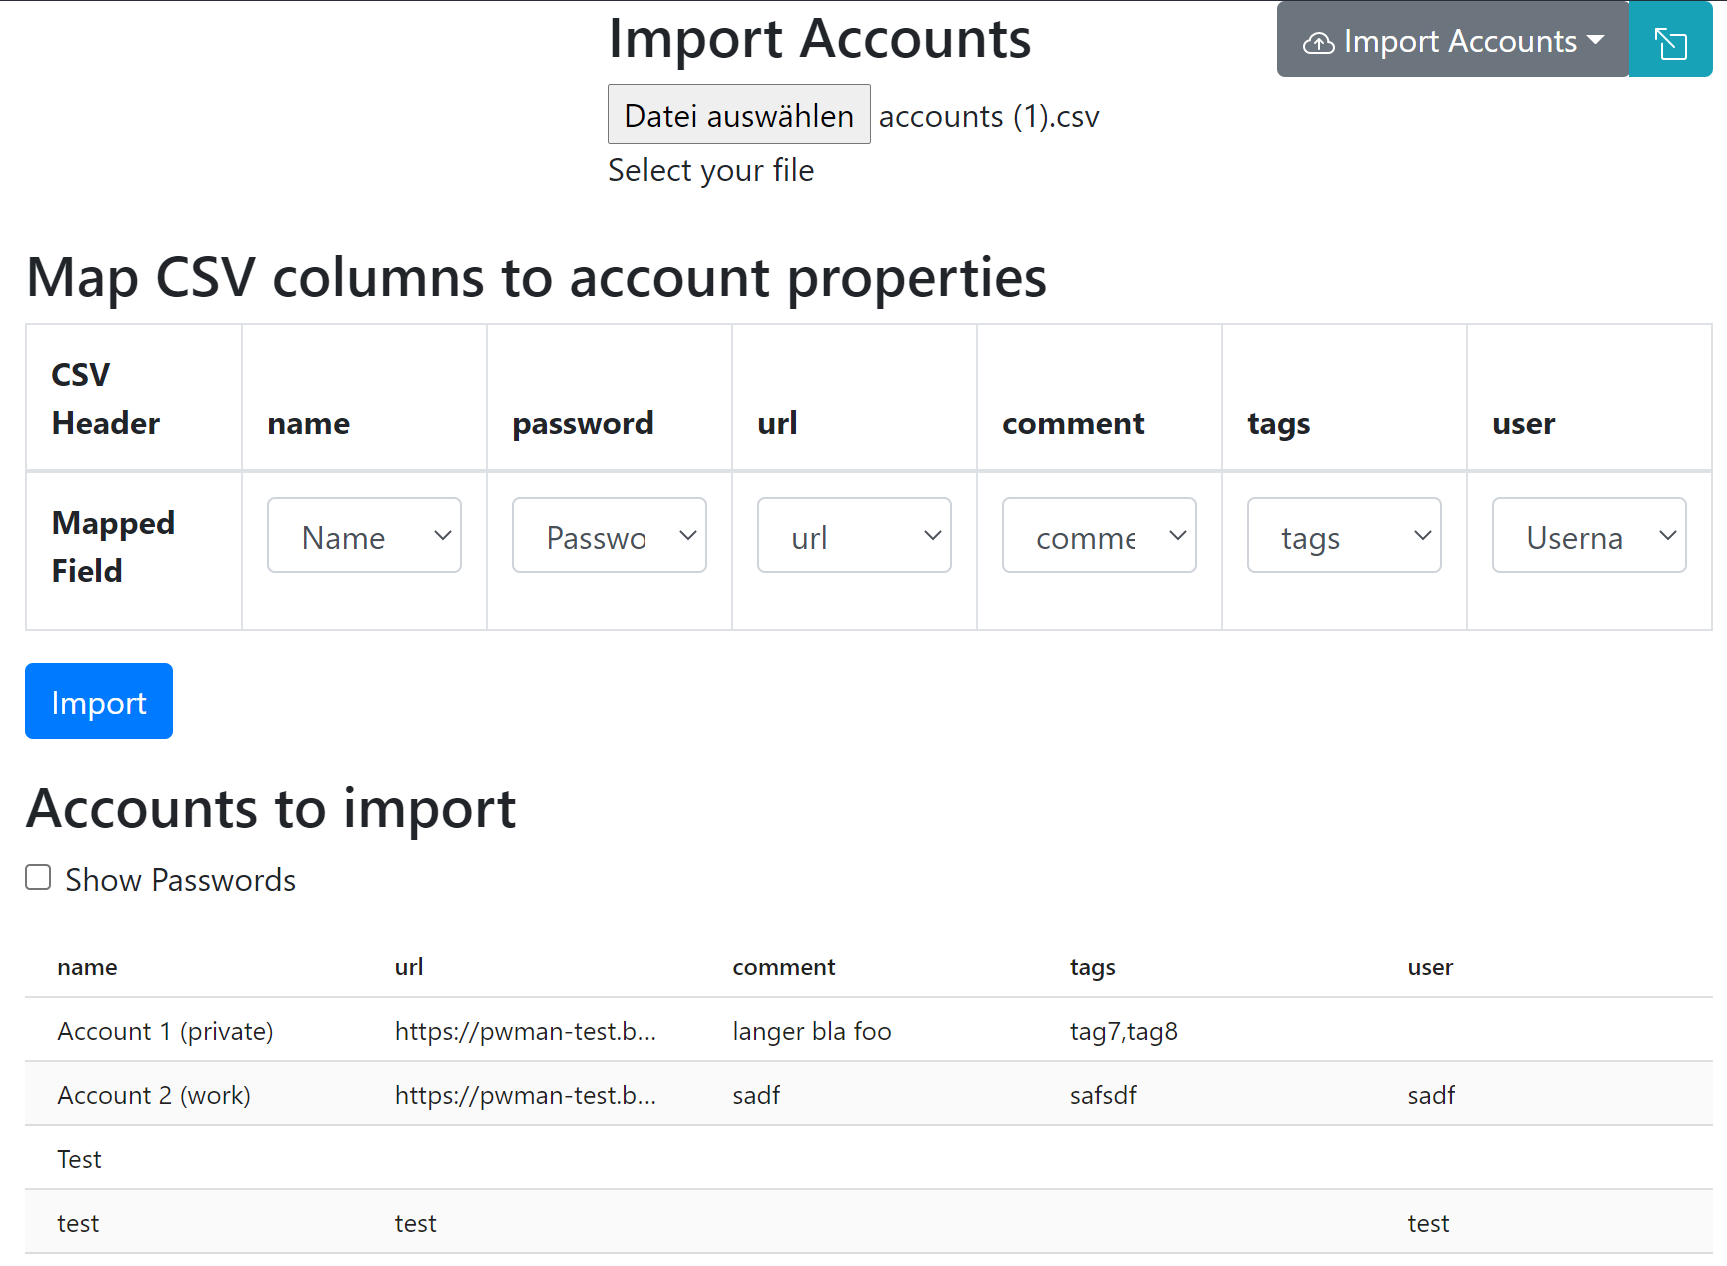 Import Accounts
Import Accounts
Datei auswählen accounts (1).csv
Select your file
Map CSV columns to account properties
CSV Header name password url comment tags user
Mapped Field Name Passwo url comme tags Userna
Import
Accounts to import
Show Passwords
name url comment tags user
Account 1 (private) https://pwman-test.b... langer bla foo tag7,tag8
Account 2 (work) https://pwman-test.b... sadf safsdf sadf
Test
test test test